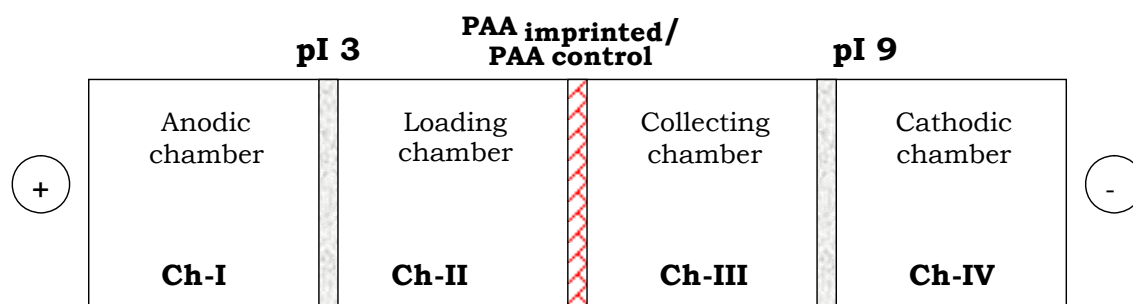 pI 3
PAA imprinted/
PAA control
pI 9
Anodic
chamber
Loading
chamber
Collecting
chamber
Cathodic
chamber
+
-
Ch-I
Ch-II
Ch-III
Ch-IV